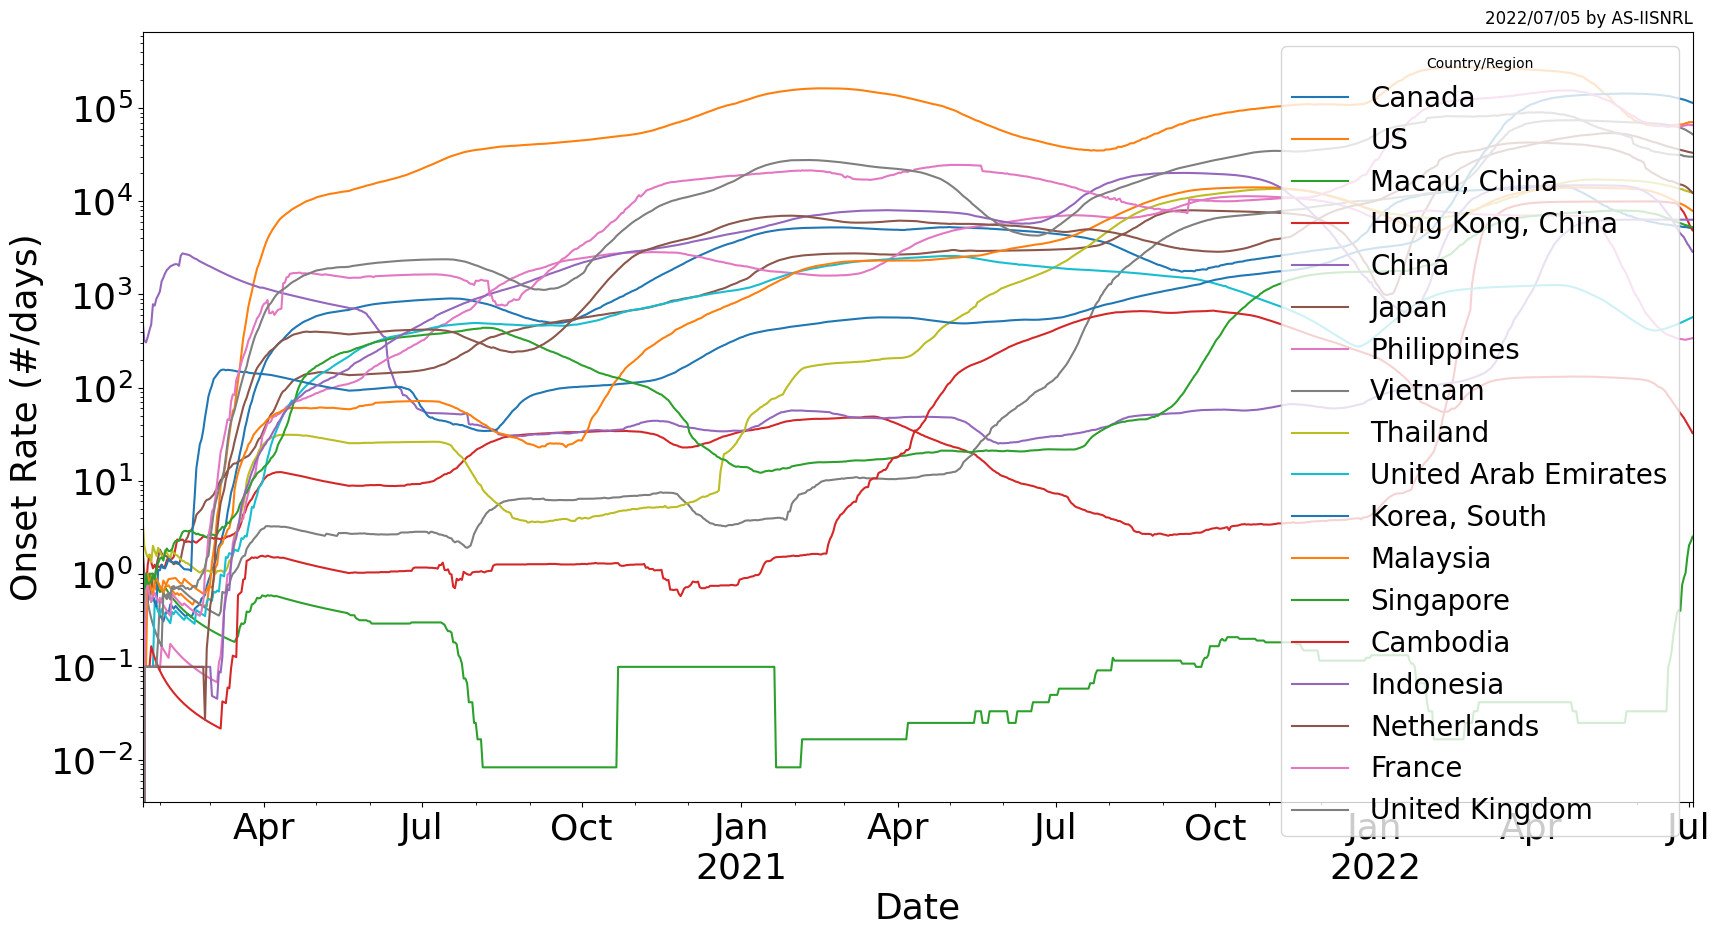 2022/07/05 by AS-IISNRL
Onset Rate (#/days)
10^5
10^4
10^3
10^2
10^1
10^0
10^−1
10^−2
Country/Region
Canada
US
Macau, China
Hong Kong, China
China
Japan
Philippines
Vietnam
Thailand
United Arab Emirates
Korea, South
Malaysia
Singapore
Cambodia
Indonesia
Netherlands
France
United Kingdom
Apr Jul Oct Jan Apr Jul Oct Jan Apr Jul
2021 2022
Date